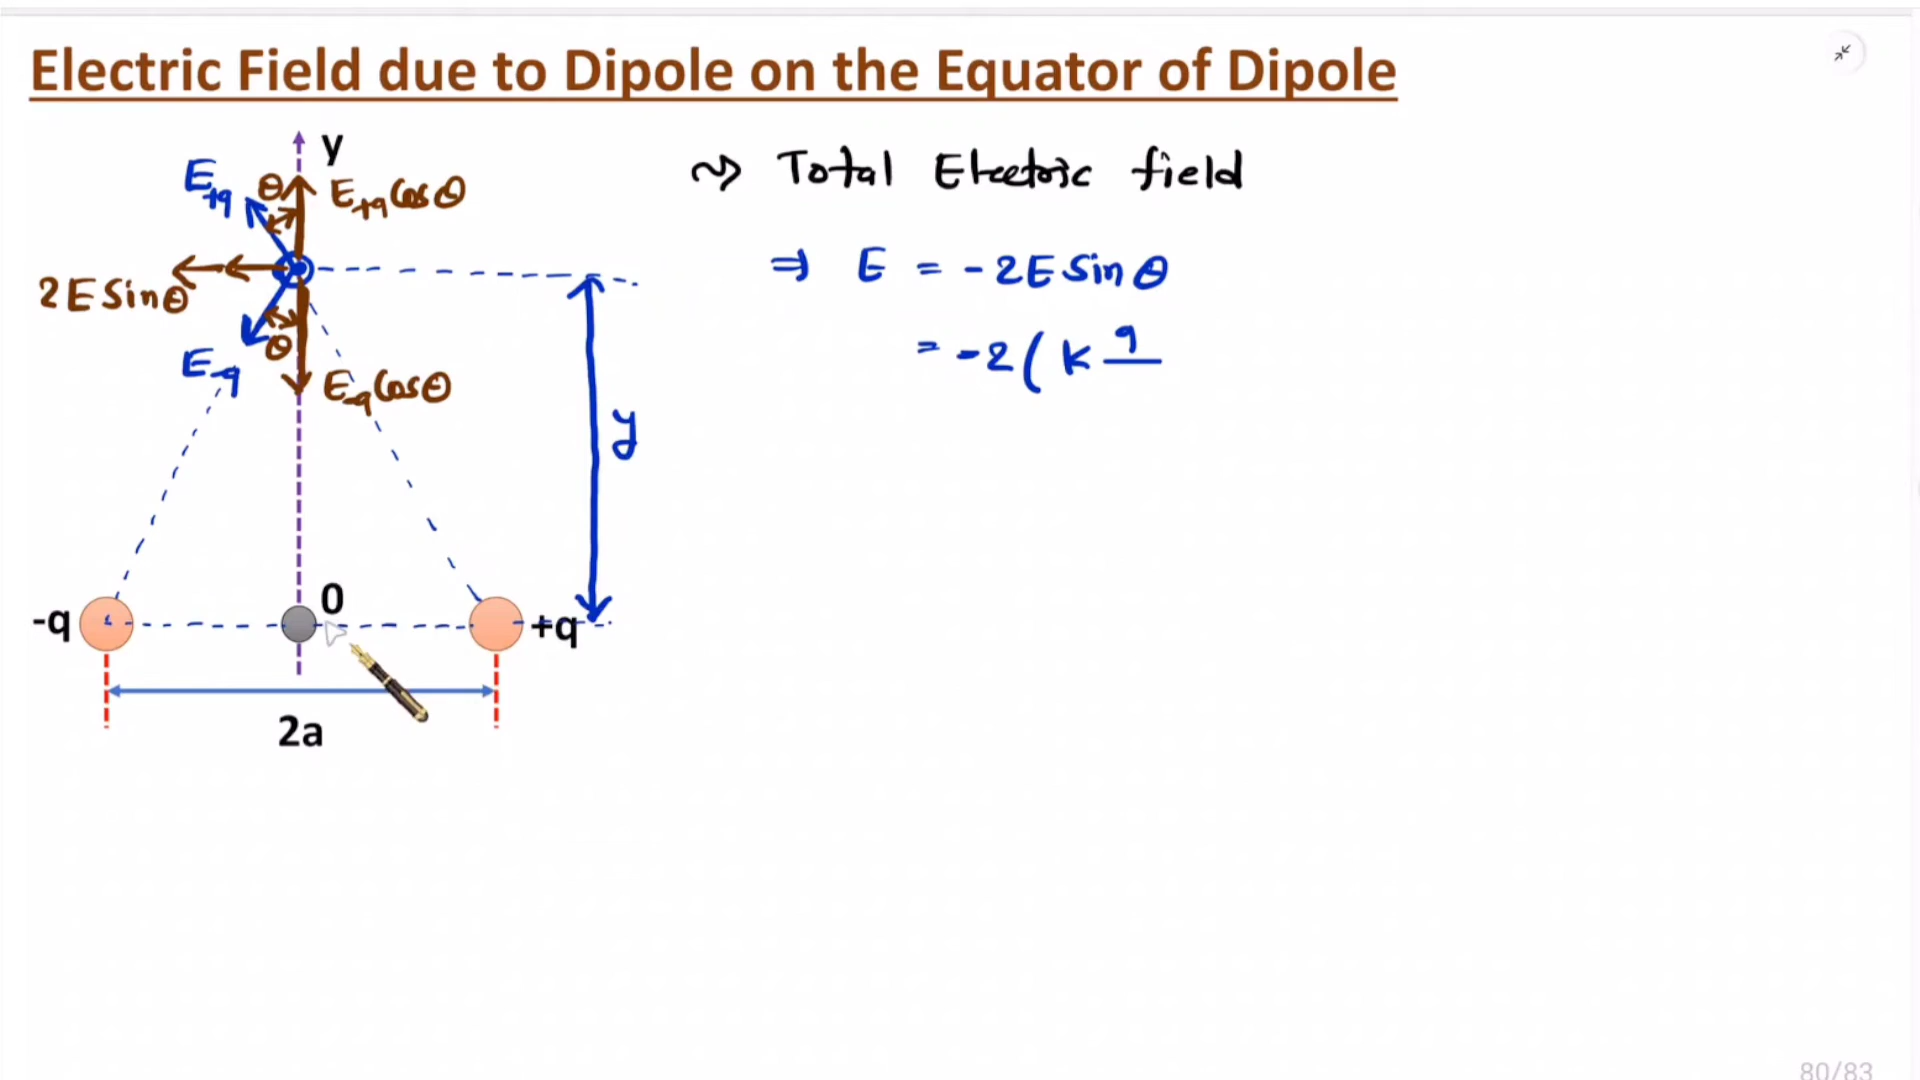 Electric Field due to Dipole on the Equator of Dipole
y
E+q
θ
E+q Cosθ
2ESinθ
θ
E-q
E-q Cosθ
y
0
-q
+q
2a
~> Total Electric field
⇒ E = -2ESinθ
= -2(K q
80/83